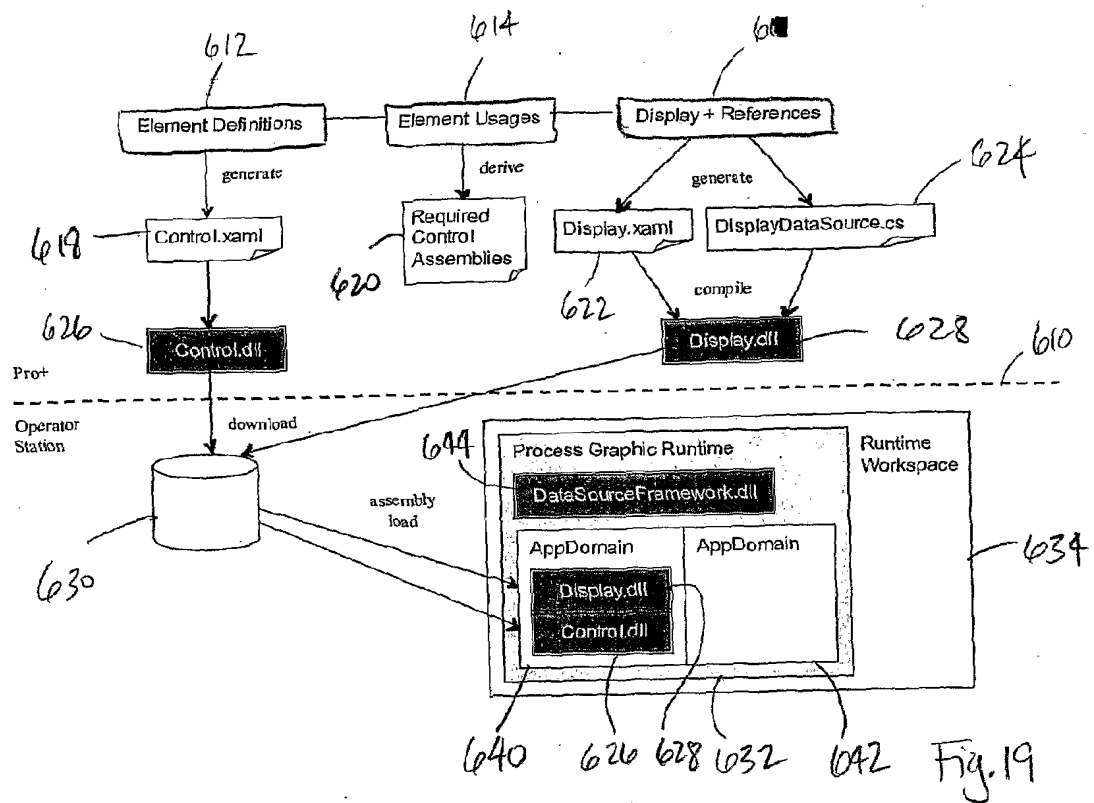 612
614
Element Definitions
Element Usages
Display + References
generate
derive
generate
624
618
Control.xaml
Required
Control
Assemblies
Display.xaml
DisplayDataSource.cs
620
622
compile
626
Control.dll
Display.dll
628
Pro+
610
Operator
Station
download
644
Process Graphic Runtime
Runtime
Workspace
DataSourceFramework.dll
assembly
load
AppDomain
AppDomain
634
630
Display.dll
Control.dll
640
626
628
632
642
Fig. 19